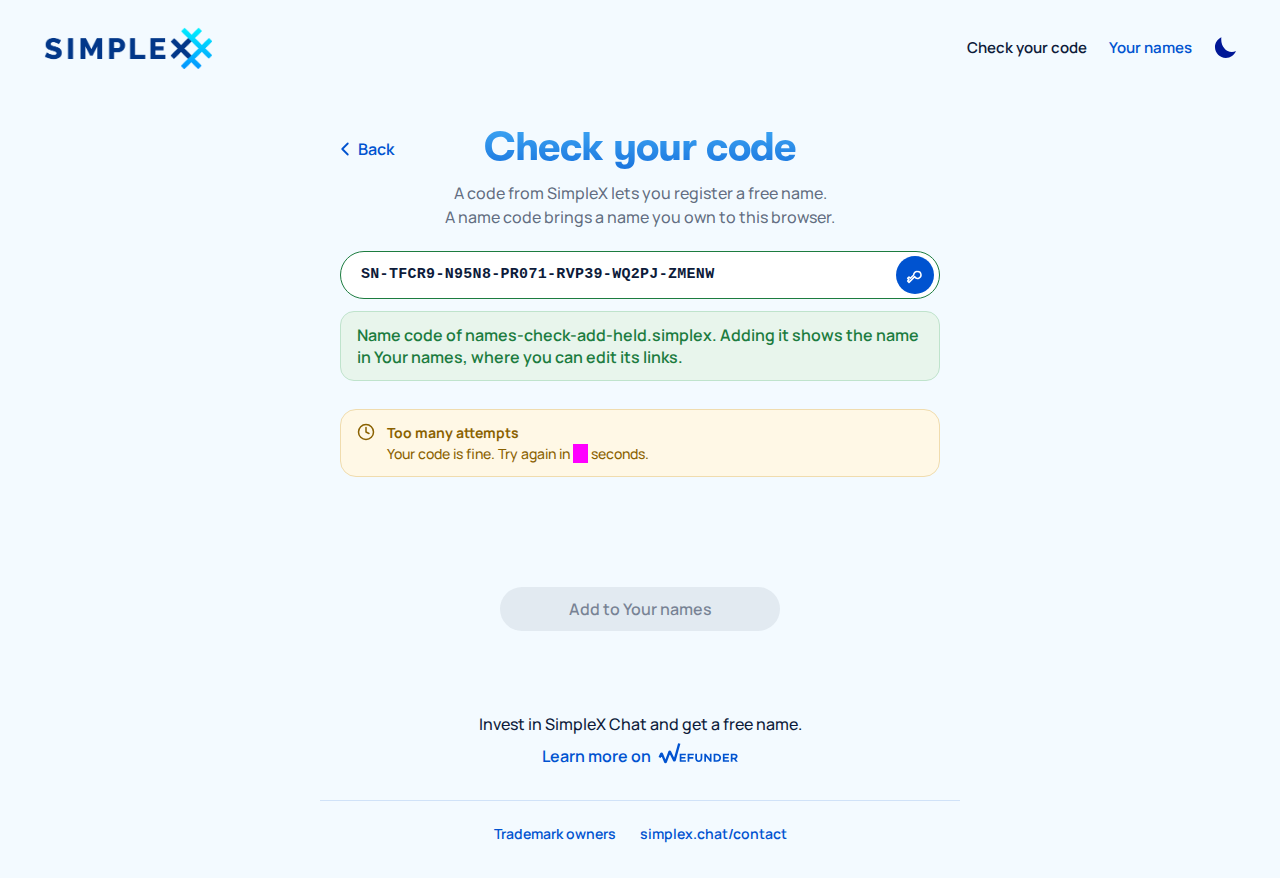 SIMPLEX
Check your code
Your names
Back
Check your code
A code from SimpleX lets you register a free name.
A name code brings a name you own to this browser.
SN-TFCR9-N95N8-PR071-RVP39-WQ2PJ-ZMENW
Name code of names-check-add-held.simplex. Adding it shows the name
in Your names, where you can edit its links.
Too many attempts
Your code is fine. Try again in seconds.
Add to Your names
Invest in SimpleX Chat and get a free name.
Learn more on WEFUNDER
Trademark owners
simplex.chat/contact